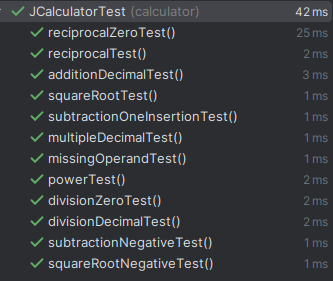 JCalculatorTest (calculator) 42 ms
reciprocalZeroTest() 25 ms
reciprocalTest() 2 ms
additionDecimalTest() 3 ms
squareRootTest() 1 ms
subtractionOneInsertionTest() 1 ms
multipleDecimalTest() 1 ms
missingOperandTest() 1 ms
powerTest() 2 ms
divisionZeroTest() 2 ms
divisionDecimalTest() 2 ms
subtractionNegativeTest() 1 ms
squareRootNegativeTest() 1 ms